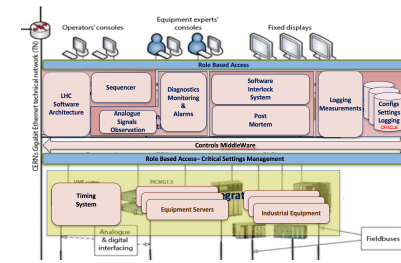 Operators' consoles
Equipment experts'
consoles
Fixed displays
CERN's Gigabit Ethernet technical network (TN)
Role Based Access
LHC
Software
Architecture
Sequencer
Analogue
Signals
Observation
Diagnostics
Monitoring
&
Alarms
Software
Interlock
System
Post
Mortem
Logging
Measurements
Configs
Settings
Logging
ORACLE
Controls MiddleWare
Role Based Access– Critical Settings Management
PICMG1.3
Timing
System
Equipment Servers
Industrial Equipment
Analogue
& digital
interfacing
Fieldbuses